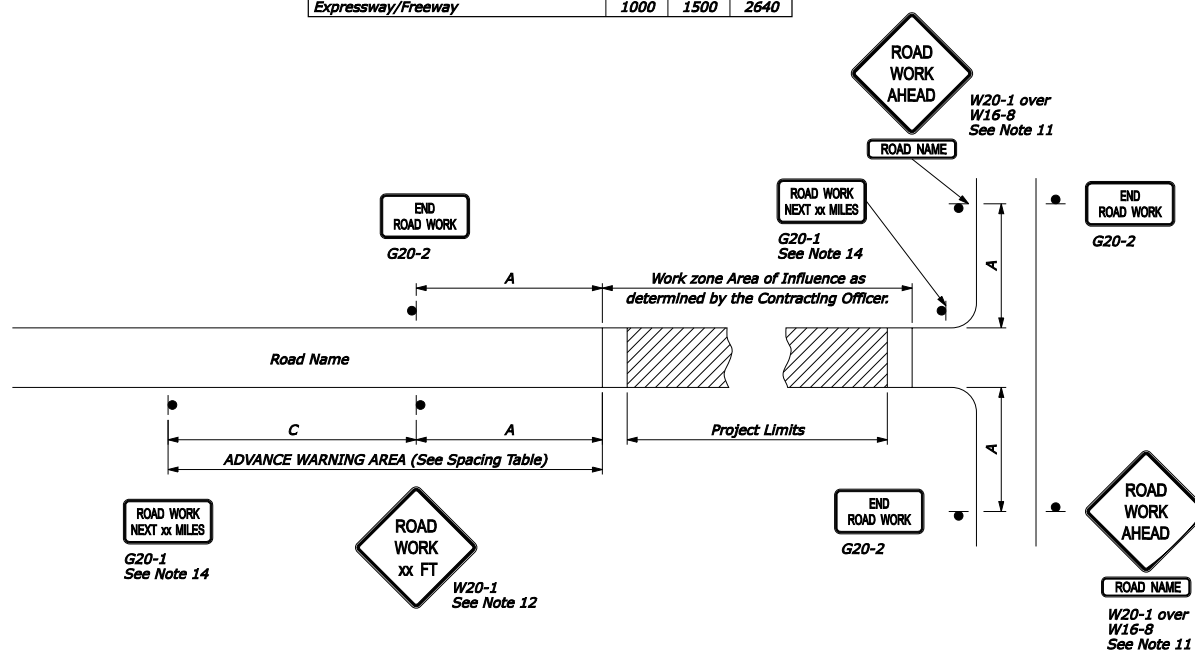 Expressway/Freeway 1000 1500 2640
ROAD
WORK
AHEAD
W20-1 over
W16-8
See Note 11
ROAD NAME
ROAD WORK
NEXT xx MILES
G20-1
See Note 14
END
ROAD WORK
G20-2
END
ROAD WORK
G20-2
A
Work zone Area of Influence as
determined by the Contracting Officer.
A
Road Name
C
A
Project Limits
A
ADVANCE WARNING AREA (See Spacing Table)
ROAD WORK
NEXT xx MILES
G20-1
See Note 14
ROAD
WORK
xx FT
W20-1
See Note 12
END
ROAD WORK
G20-2
ROAD
WORK
AHEAD
ROAD NAME
W20-1 over
W16-8
See Note 11